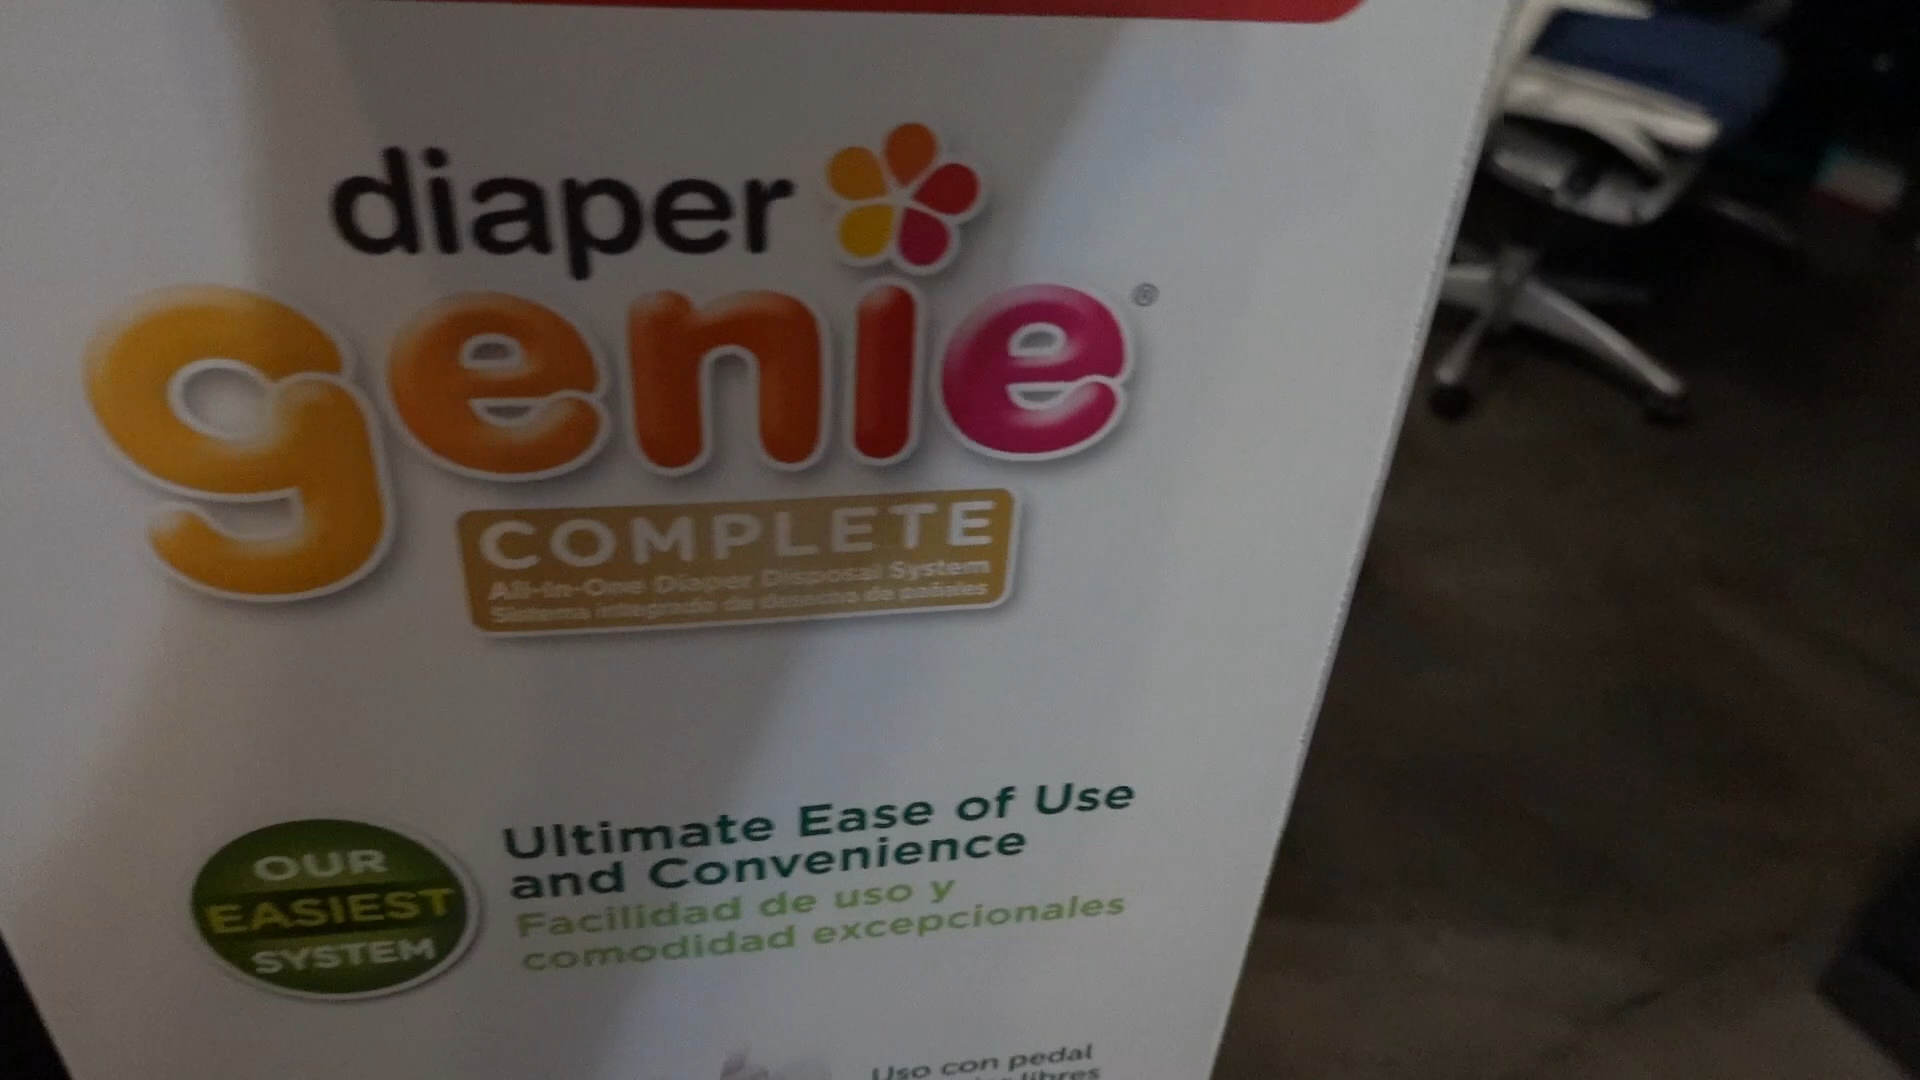 diaper
genie®
COMPLETE
All-In-One Diaper Disposal System
Sistema integrado de desecho de pañales
OUR
EASIEST
SYSTEM
Ultimate Ease of Use
and Convenience
Facilidad de uso y
comodidad excepcionales
Uso con pedal
libres